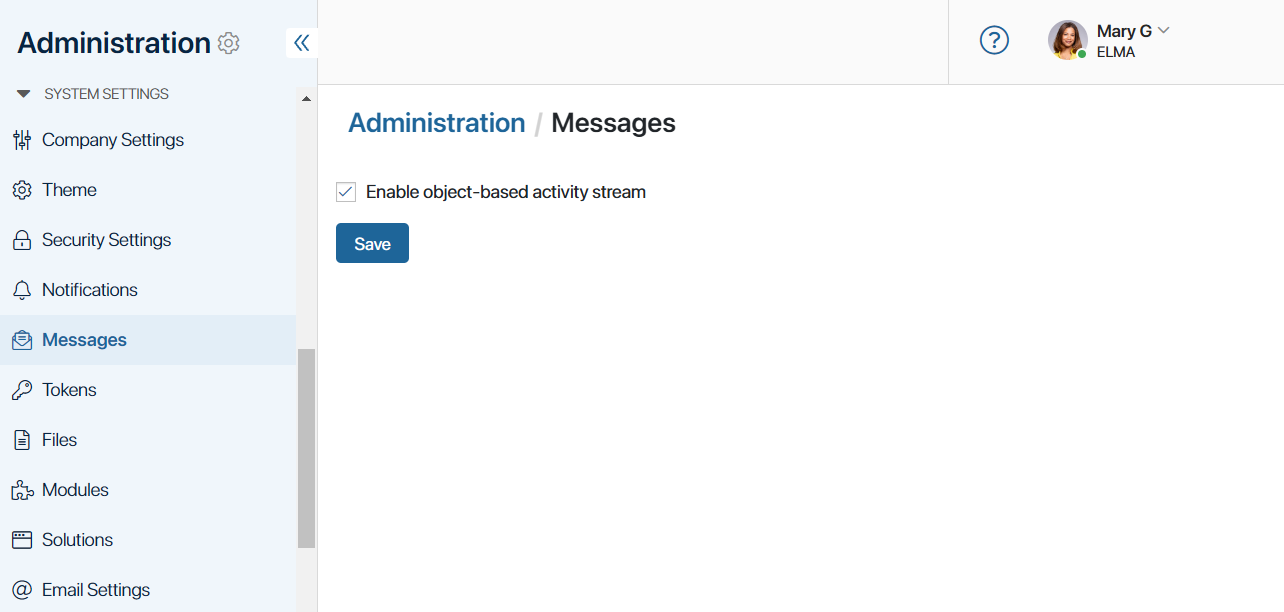 Administration
SYSTEM SETTINGS
Company Settings
Theme
Security Settings
Notifications
Messages
Tokens
Files
Modules
Solutions
@ Email Settings
?
Mary G
ELMA
Administration / Messages
Enable object-based activity stream
Save